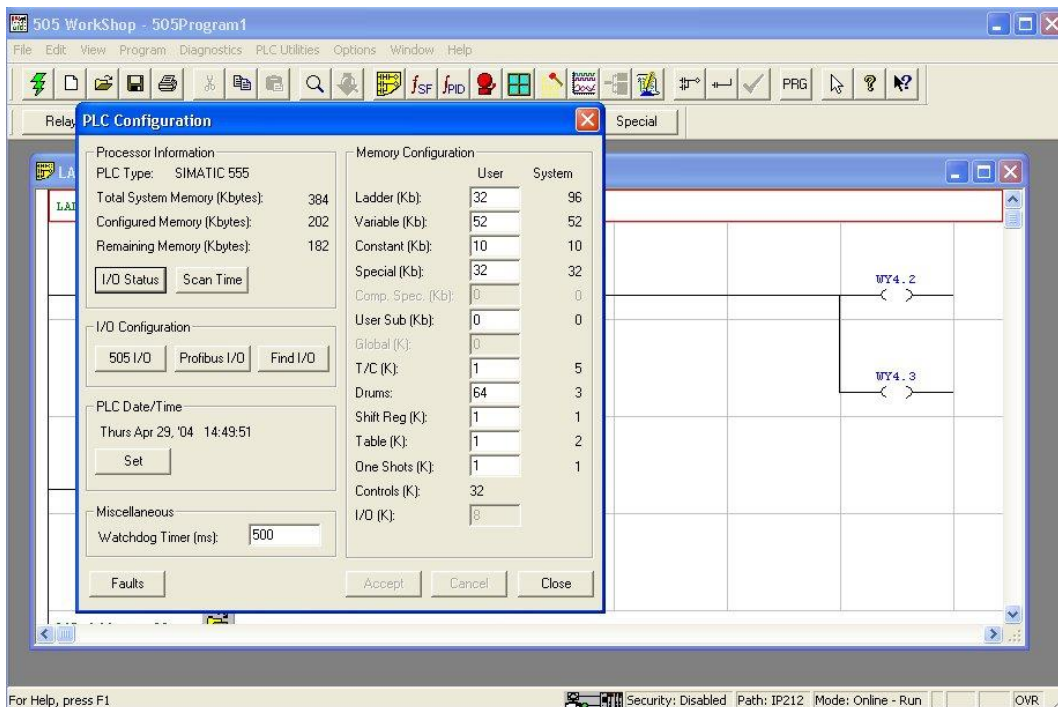 505 WorkShop - 505Program1
File Edit View Program Diagnostics PLC Utilities Options Window Help
SF PID PRG
Relay
Special
PLC Configuration
Processor Information
PLC Type: SIMATIC 555
Total System Memory (Kbytes): 384
Configured Memory (Kbytes): 202
Remaining Memory (Kbytes): 182
I/O Status Scan Time
I/O Configuration
505 I/O Profibus I/O Find I/O
PLC Date/Time
Thurs Apr 29, '04 14:49:51
Set
Miscellaneous
Watchdog Timer (ms): 500
Faults
Memory Configuration
User System
Ladder (Kb): 32 96
Variable (Kb): 52 52
Constant (Kb): 10 10
Special (Kb): 32 32
Comp. Spec. (Kb): 0 0
User Sub (Kb): 0 0
Global (K): 0
T/C (K): 1 5
Drums: 64 3
Shift Reg (K): 1 1
Table (K): 1 2
One Shots (K): 1 1
Controls (K): 32
I/O (K): 8
Accept Cancel Close
WY4.2
WY4.3
For Help, press F1
Security: Disabled Path: IP212 Mode: Online - Run OVR